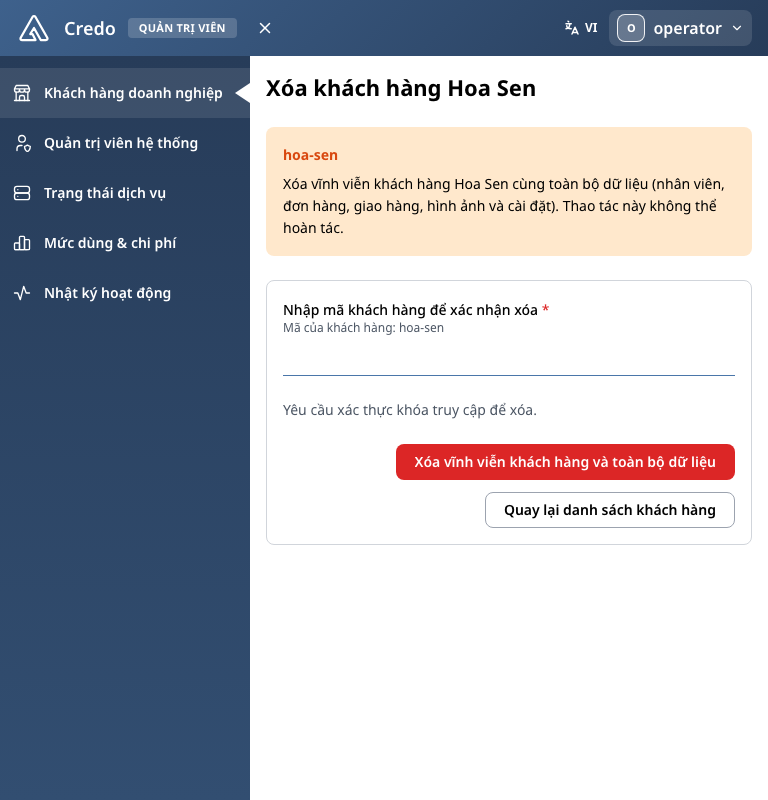 Credo
QUẢN TRỊ VIÊN
VI
O
operator
Khách hàng doanh nghiệp
Quản trị viên hệ thống
Trạng thái dịch vụ
Mức dùng & chi phí
Nhật ký hoạt động
Xóa khách hàng Hoa Sen
hoa-sen
Xóa vĩnh viễn khách hàng Hoa Sen cùng toàn bộ dữ liệu (nhân viên,
đơn hàng, giao hàng, hình ảnh và cài đặt). Thao tác này không thể
hoàn tác.
Nhập mã khách hàng để xác nhận xóa *
Mã của khách hàng: hoa-sen
Yêu cầu xác thực khóa truy cập để xóa.
Xóa vĩnh viễn khách hàng và toàn bộ dữ liệu
Quay lại danh sách khách hàng